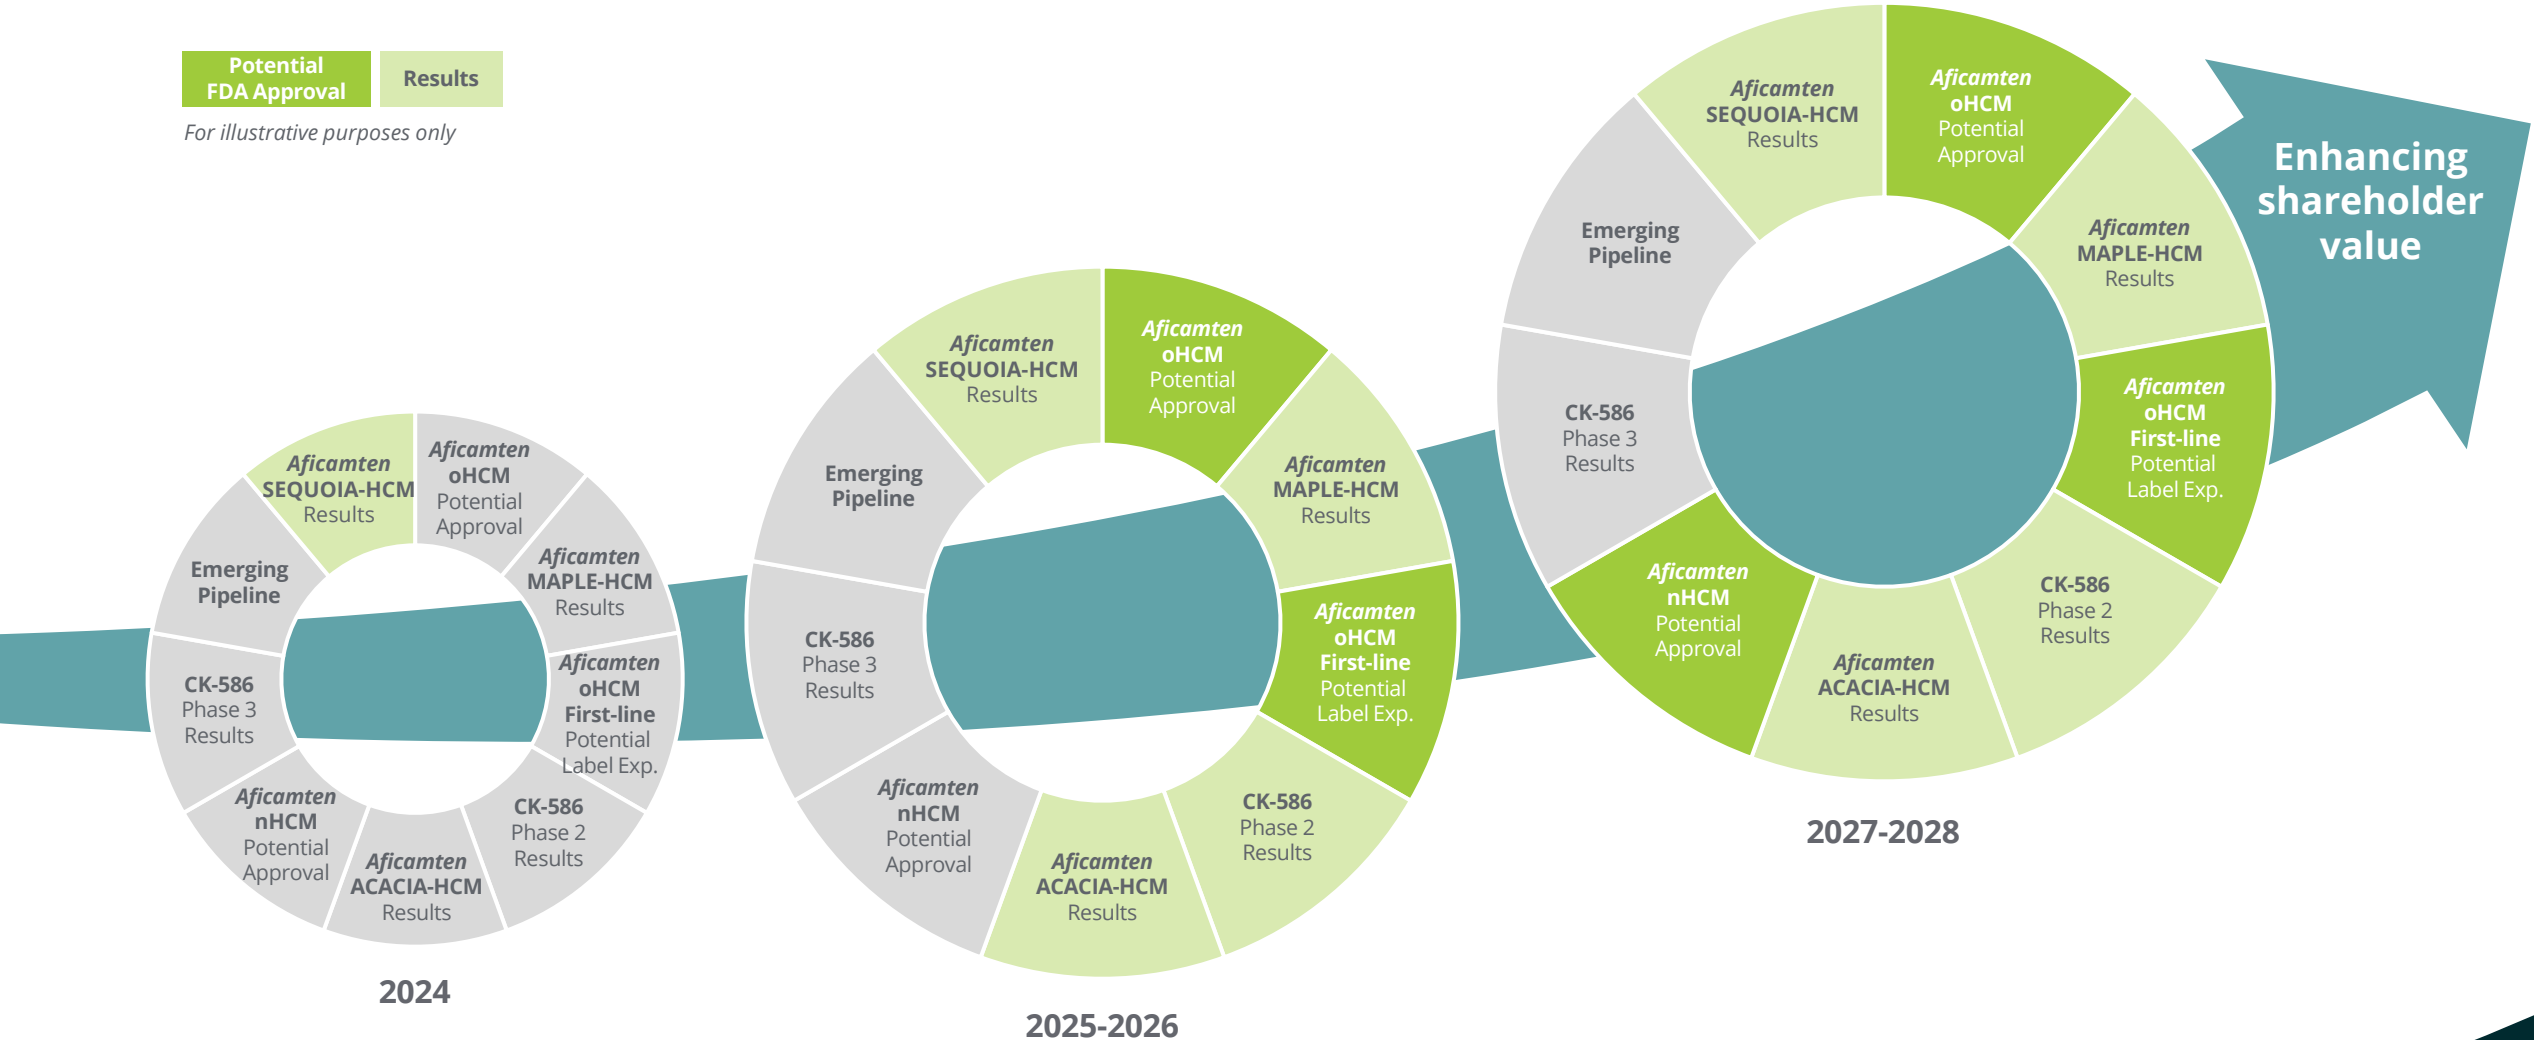 Potential
FDA Approval
Results
For illustrative purposes only
Aficamten
SEQUOIA-HCM
Results
Aficamten
oHCM
Potential
Approval
Aficamten
MAPLE-HCM
Results
Aficamten
oHCM
First-line
Potential
Label Exp.
CK-586
Phase 2
Results
Aficamten
ACACIA-HCM
Results
Aficamten
nHCM
Potential
Approval
CK-586
Phase 3
Results
Emerging
Pipeline
2024
Aficamten
SEQUOIA-HCM
Results
Aficamten
oHCM
Potential
Approval
Aficamten
MAPLE-HCM
Results
Aficamten
oHCM
First-line
Potential
Label Exp.
CK-586
Phase 2
Results
Aficamten
ACACIA-HCM
Results
Aficamten
nHCM
Potential
Approval
CK-586
Phase 3
Results
Emerging
Pipeline
2025-2026
Aficamten
SEQUOIA-HCM
Results
Aficamten
oHCM
Potential
Approval
Aficamten
MAPLE-HCM
Results
Aficamten
oHCM
First-line
Potential
Label Exp.
CK-586
Phase 2
Results
Aficamten
ACACIA-HCM
Results
Aficamten
nHCM
Potential
Approval
CK-586
Phase 3
Results
Emerging
Pipeline
2027-2028
Enhancing
shareholder
value